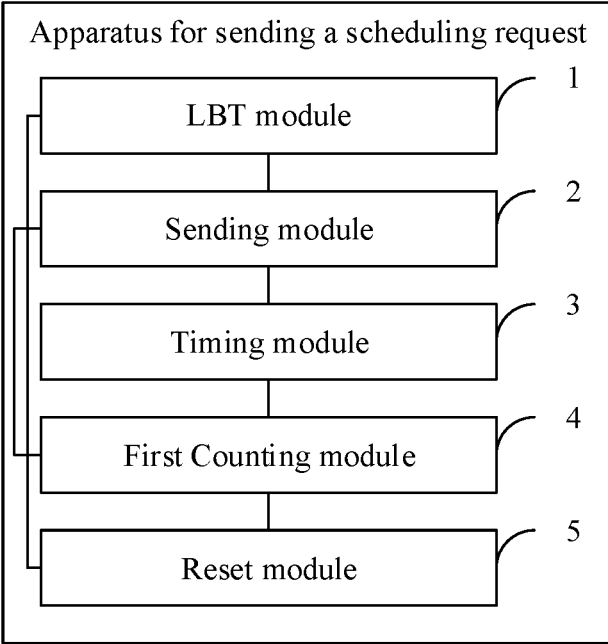 Apparatus for sending a scheduling request
1
LBT module
2
Sending module
3
Timing module
4
First Counting module
5
Reset module